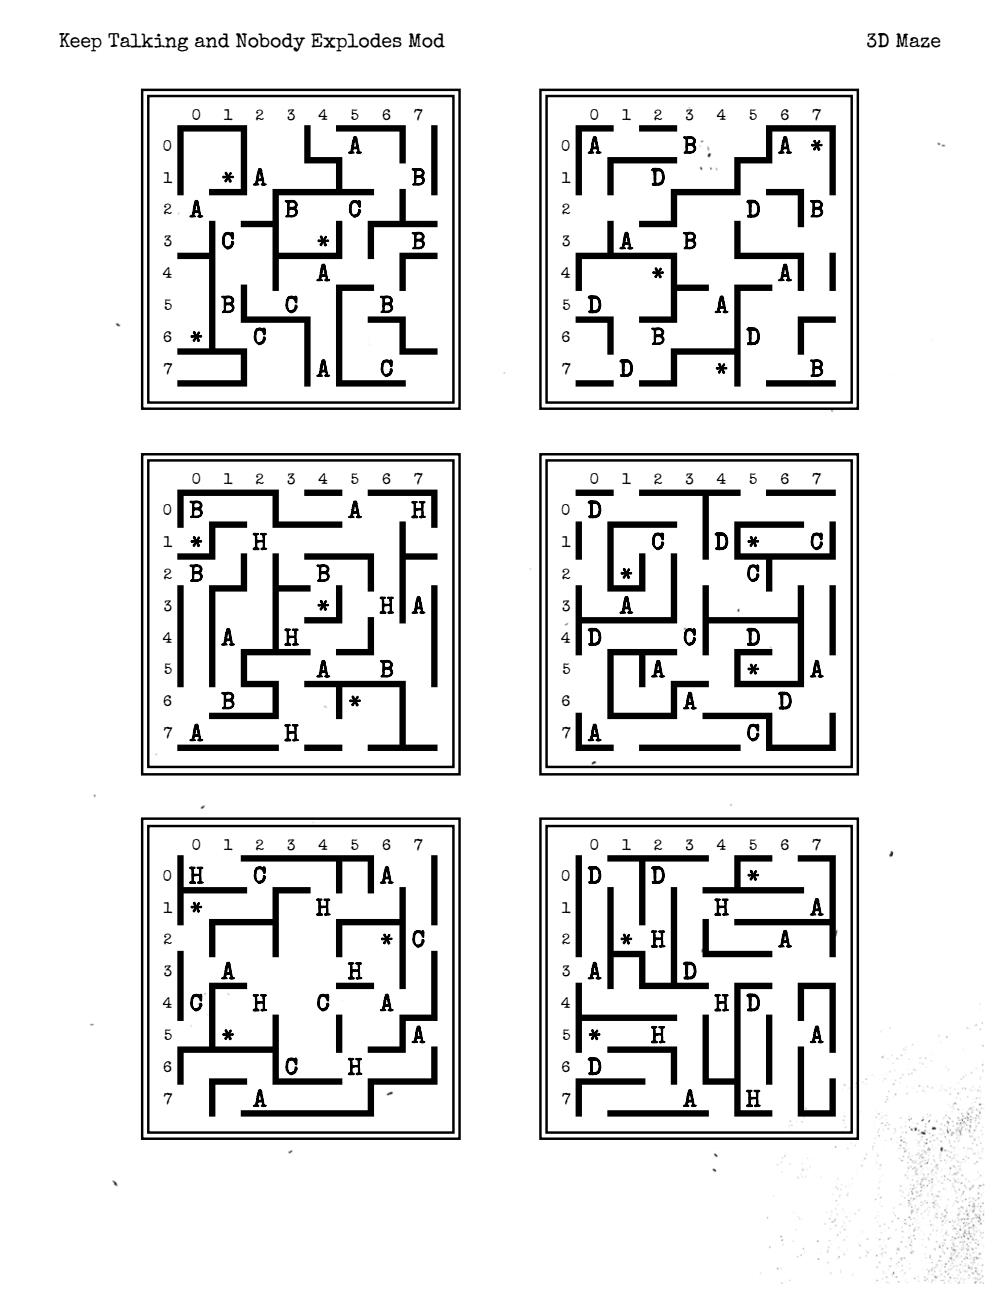 Keep Talking and Nobody Explodes Mod 3D Maze
0 1 2 3 4 5 6 7 0 1 2 3 4 5 6 7
0 A 0 A B A *
1 * A B 1 D
2 A B C 2 D B
3 C * B 3 A B
4 A 4 * A
5 B C B 5 D A
6 * C 6 B D
7 A C 7 D * B
0 1 2 3 4 5 6 7 0 1 2 3 4 5 6 7
0 B A H 0 D
1 * H 1 C D * C
2 B B 2 * C
3 * H A 3 A
4 A H 4 D C D
5 A B 5 A * A
6 B * 6 A D
7 A H 7 A C
0 1 2 3 4 5 6 7 0 1 2 3 4 5 6 7
0 H C A 0 D D *
1 * H 1 H A
2 * C 2 * H A
3 A H 3 A D
4 C H C A 4 H D
5 * A 5 * H A
6 C H 6 D
7 A 7 A H